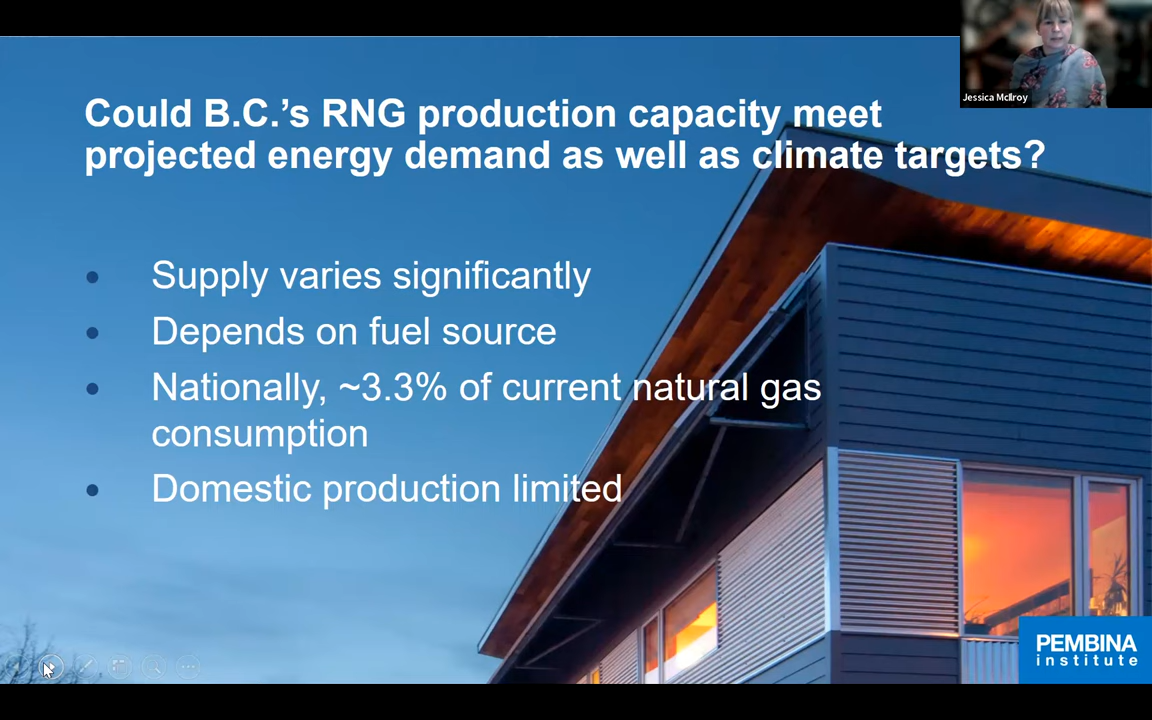 Jessica McIlroy
Could B.C.’s RNG production capacity meet
projected energy demand as well as climate targets?
• Supply varies significantly
• Depends on fuel source
• Nationally, ~3.3% of current natural gas
consumption
• Domestic production limited
PEMBINA
institute